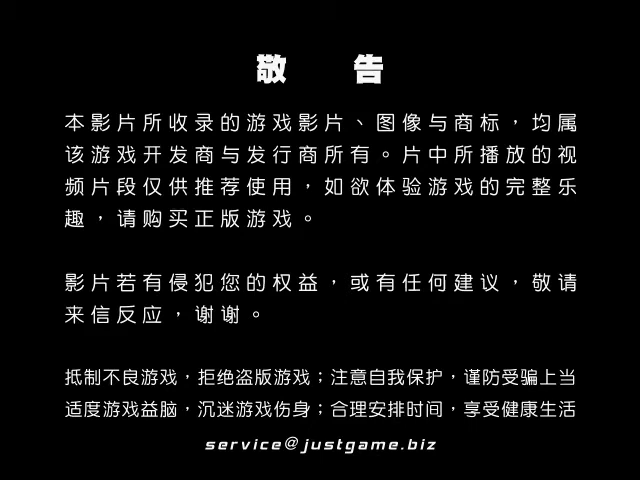 敬 告
本影片所收录的游戏影片、图像与商标，均属
该游戏开发商与发行商所有。片中所播放的视
频片段仅供推荐使用，如欲体验游戏的完整乐
趣，请购买正版游戏。
影片若有侵犯您的权益，或有任何建议，敬请
来信反应，谢谢。
抵制不良游戏，拒绝盗版游戏；注意自我保护，谨防受骗上当
适度游戏益脑，沉迷游戏伤身；合理安排时间，享受健康生活
service@justgame.biz